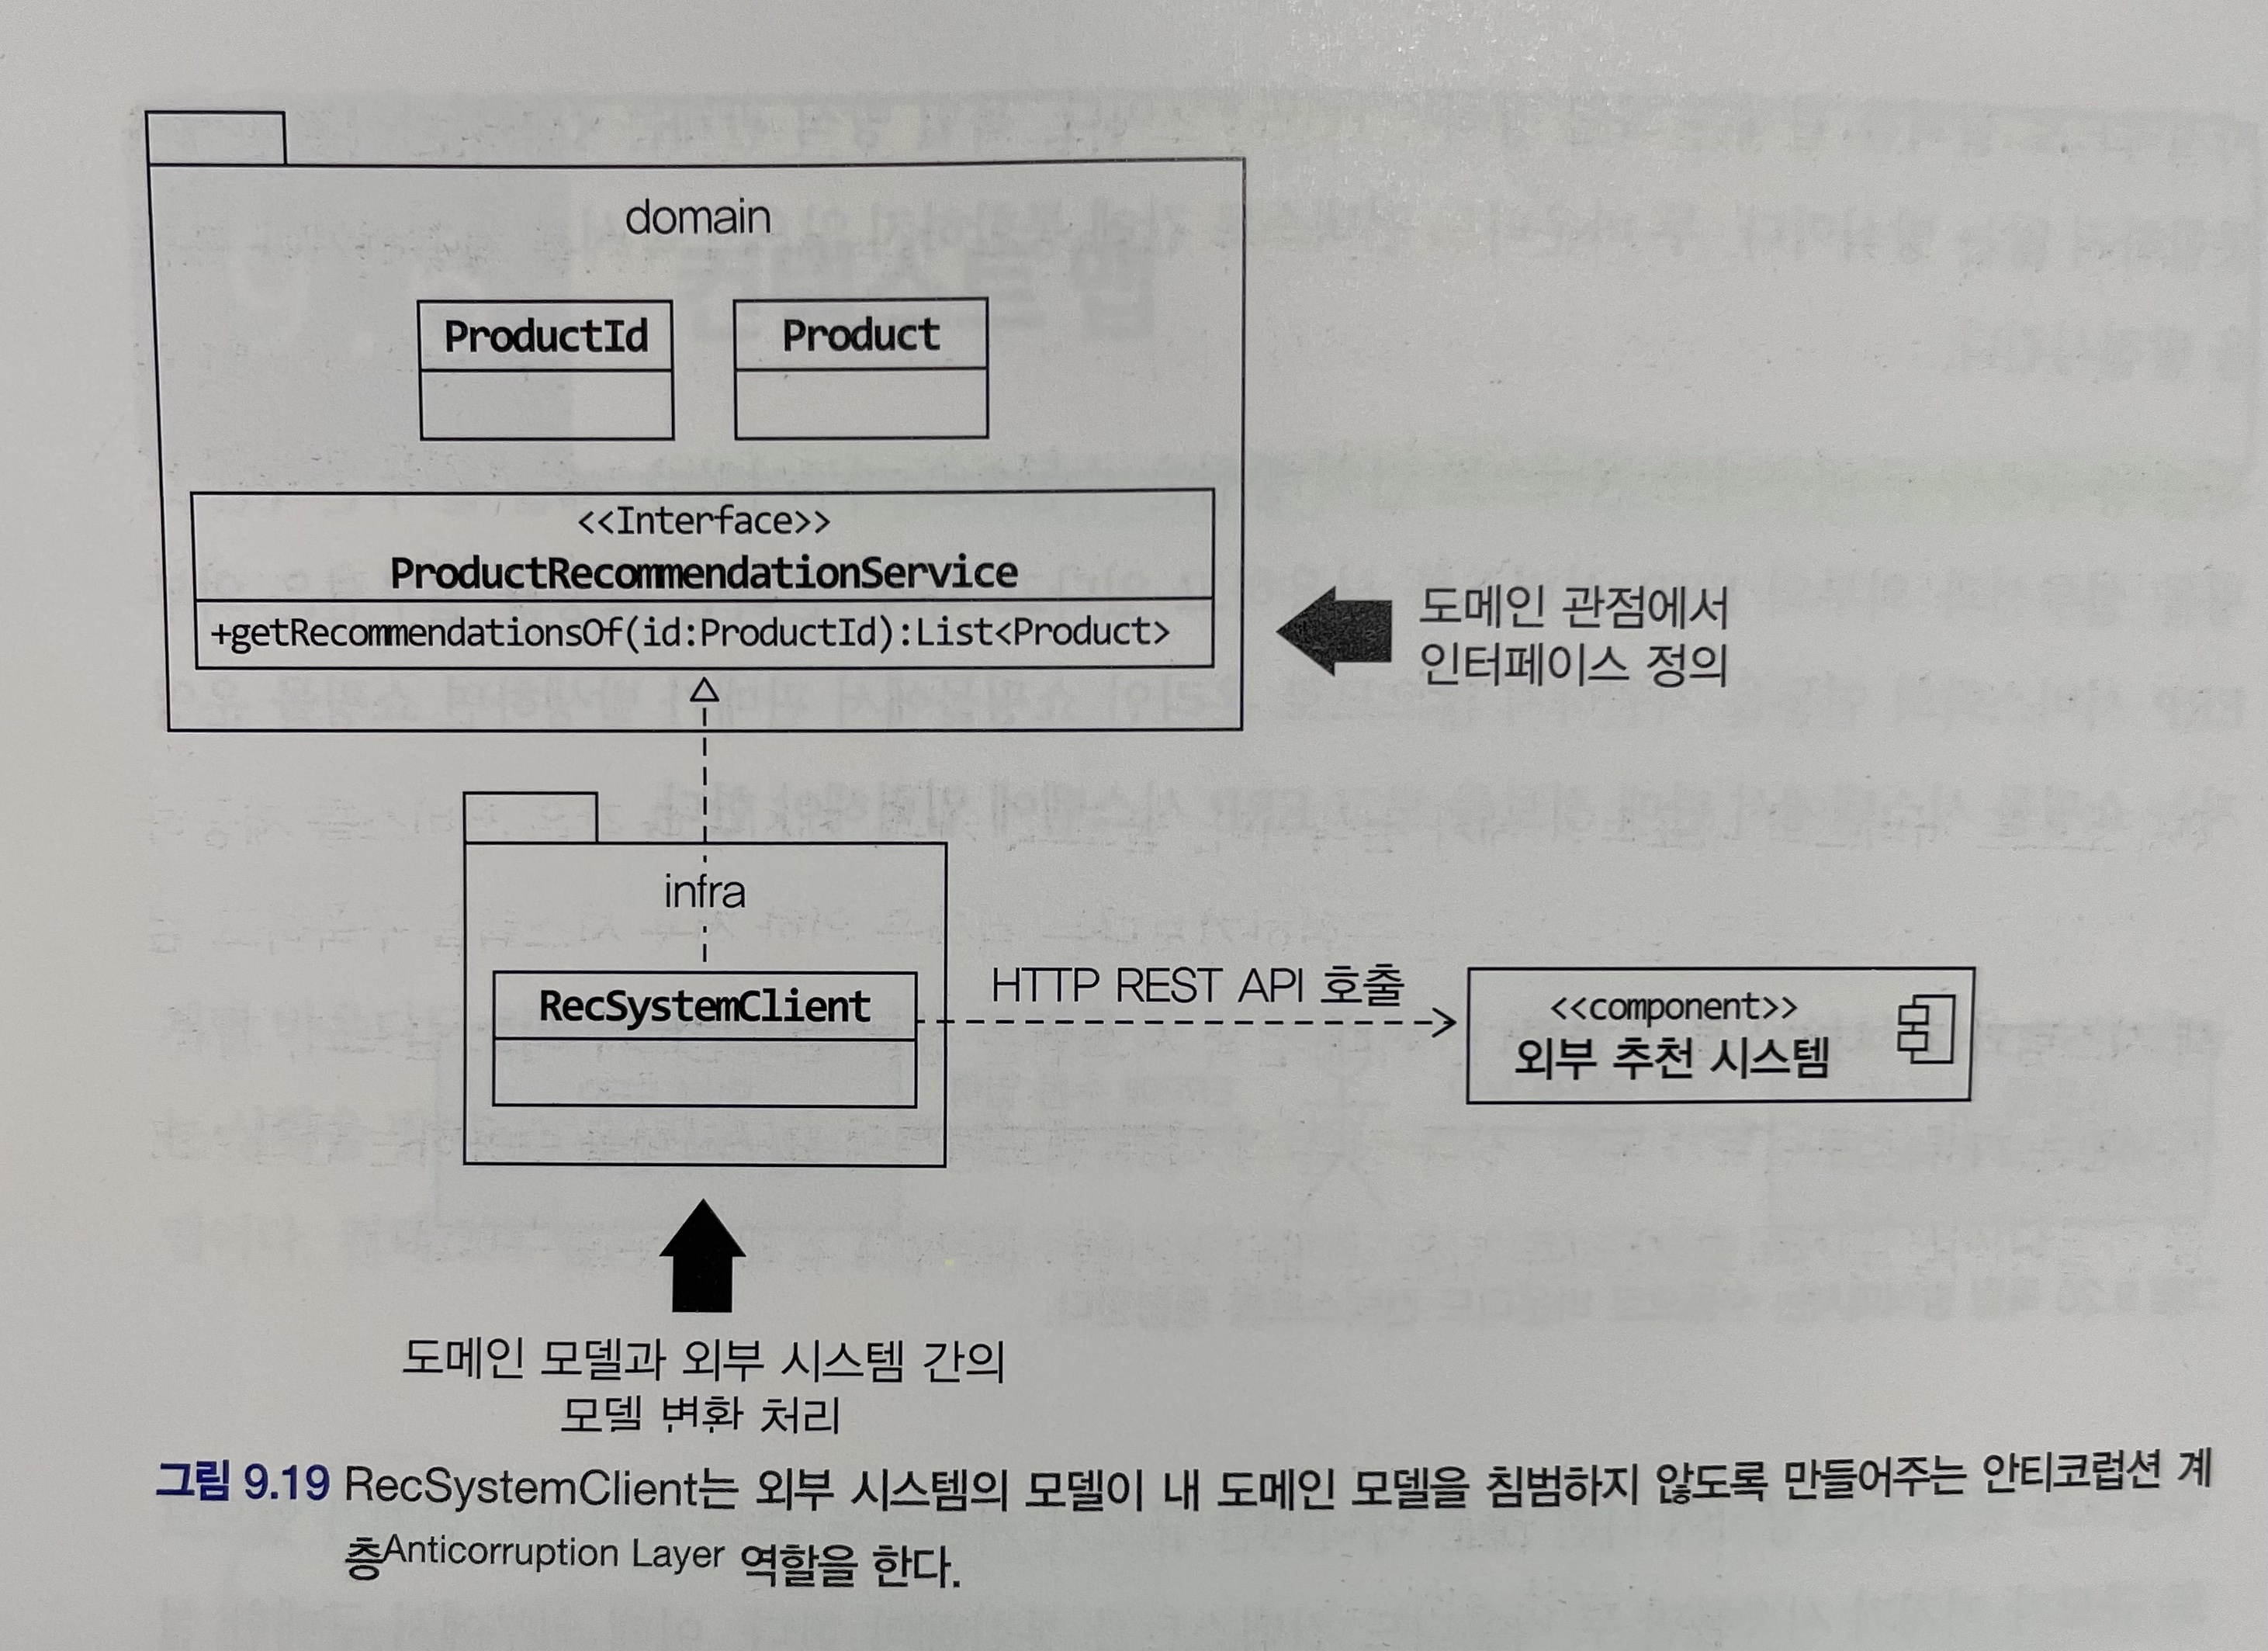 domain
ProductId
Product
<<Interface>>
ProductRecommendationService
+getRecommendationsOf(id:ProductId):List<Product>
도메인 관점에서
인터페이스 정의
infra
RecSystemClient
HTTP REST API 호출
<<component>>
외부 추천 시스템
도메인 모델과 외부 시스템 간의
모델 변환 처리
그림 9.19 RecSystemClient는 외부 시스템의 모델이 내 도메인 모델을 침범하지 않도록 만들어주는 안티코럽션 계
층Anticorruption Layer 역할을 한다.